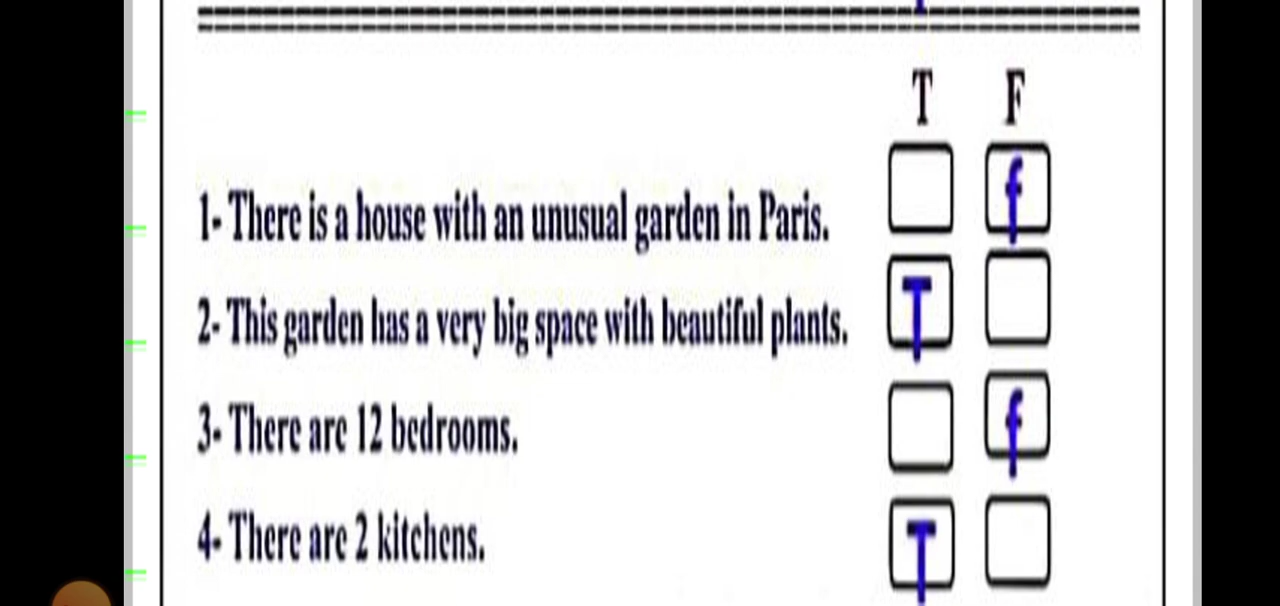 T F
1- There is a house with an unusual garden in Paris. f
2- This garden has a very big space with beautiful plants. T
3- There are 12 bedrooms. f
4- There are 2 kitchens. T